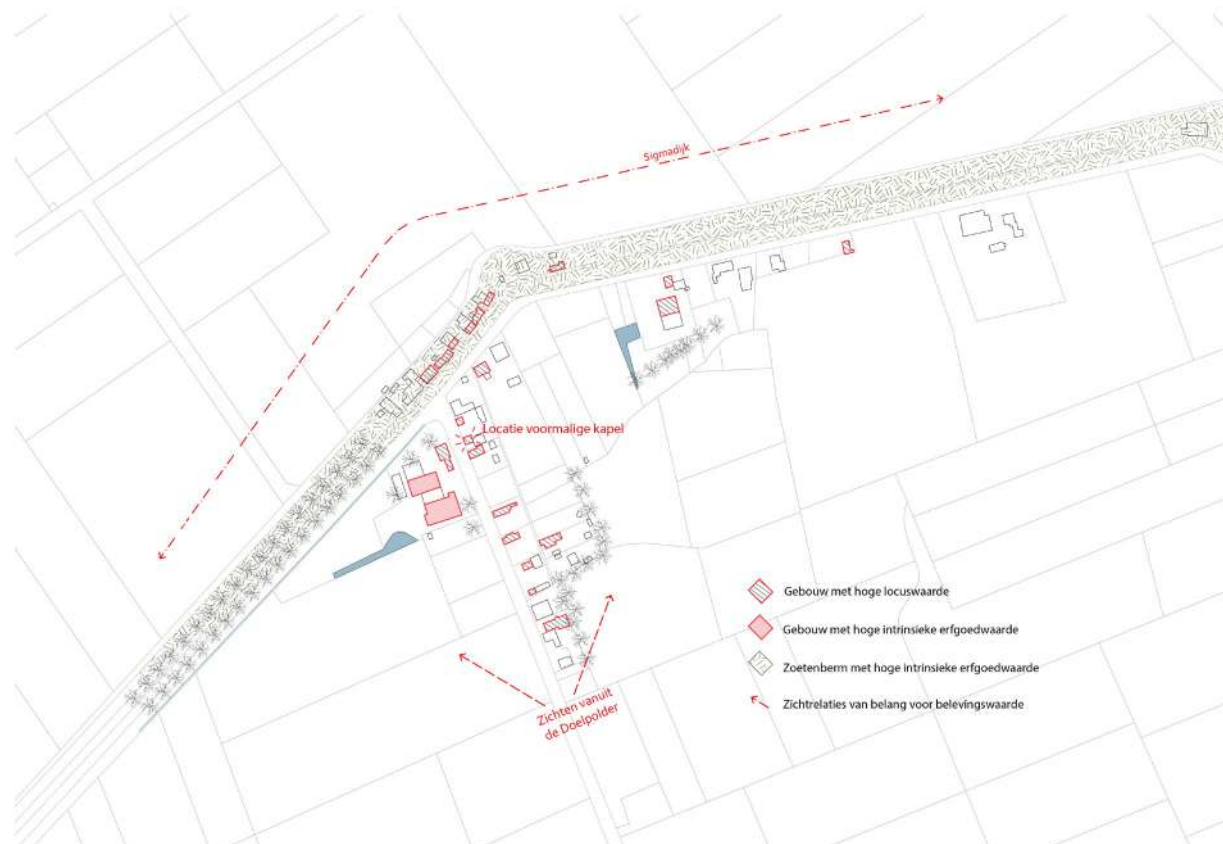 Sigmadijk
Locatie voormalige kapel
Gebouw met hoge locuswaarde
Gebouw met hoge intrinsieke erfgoedwaarde
Zoetenberm met hoge intrinsieke erfgoedwaarde
Zichtrelaties van belang voor belevingswaarde
Zichten vanuit
de Doelpolder